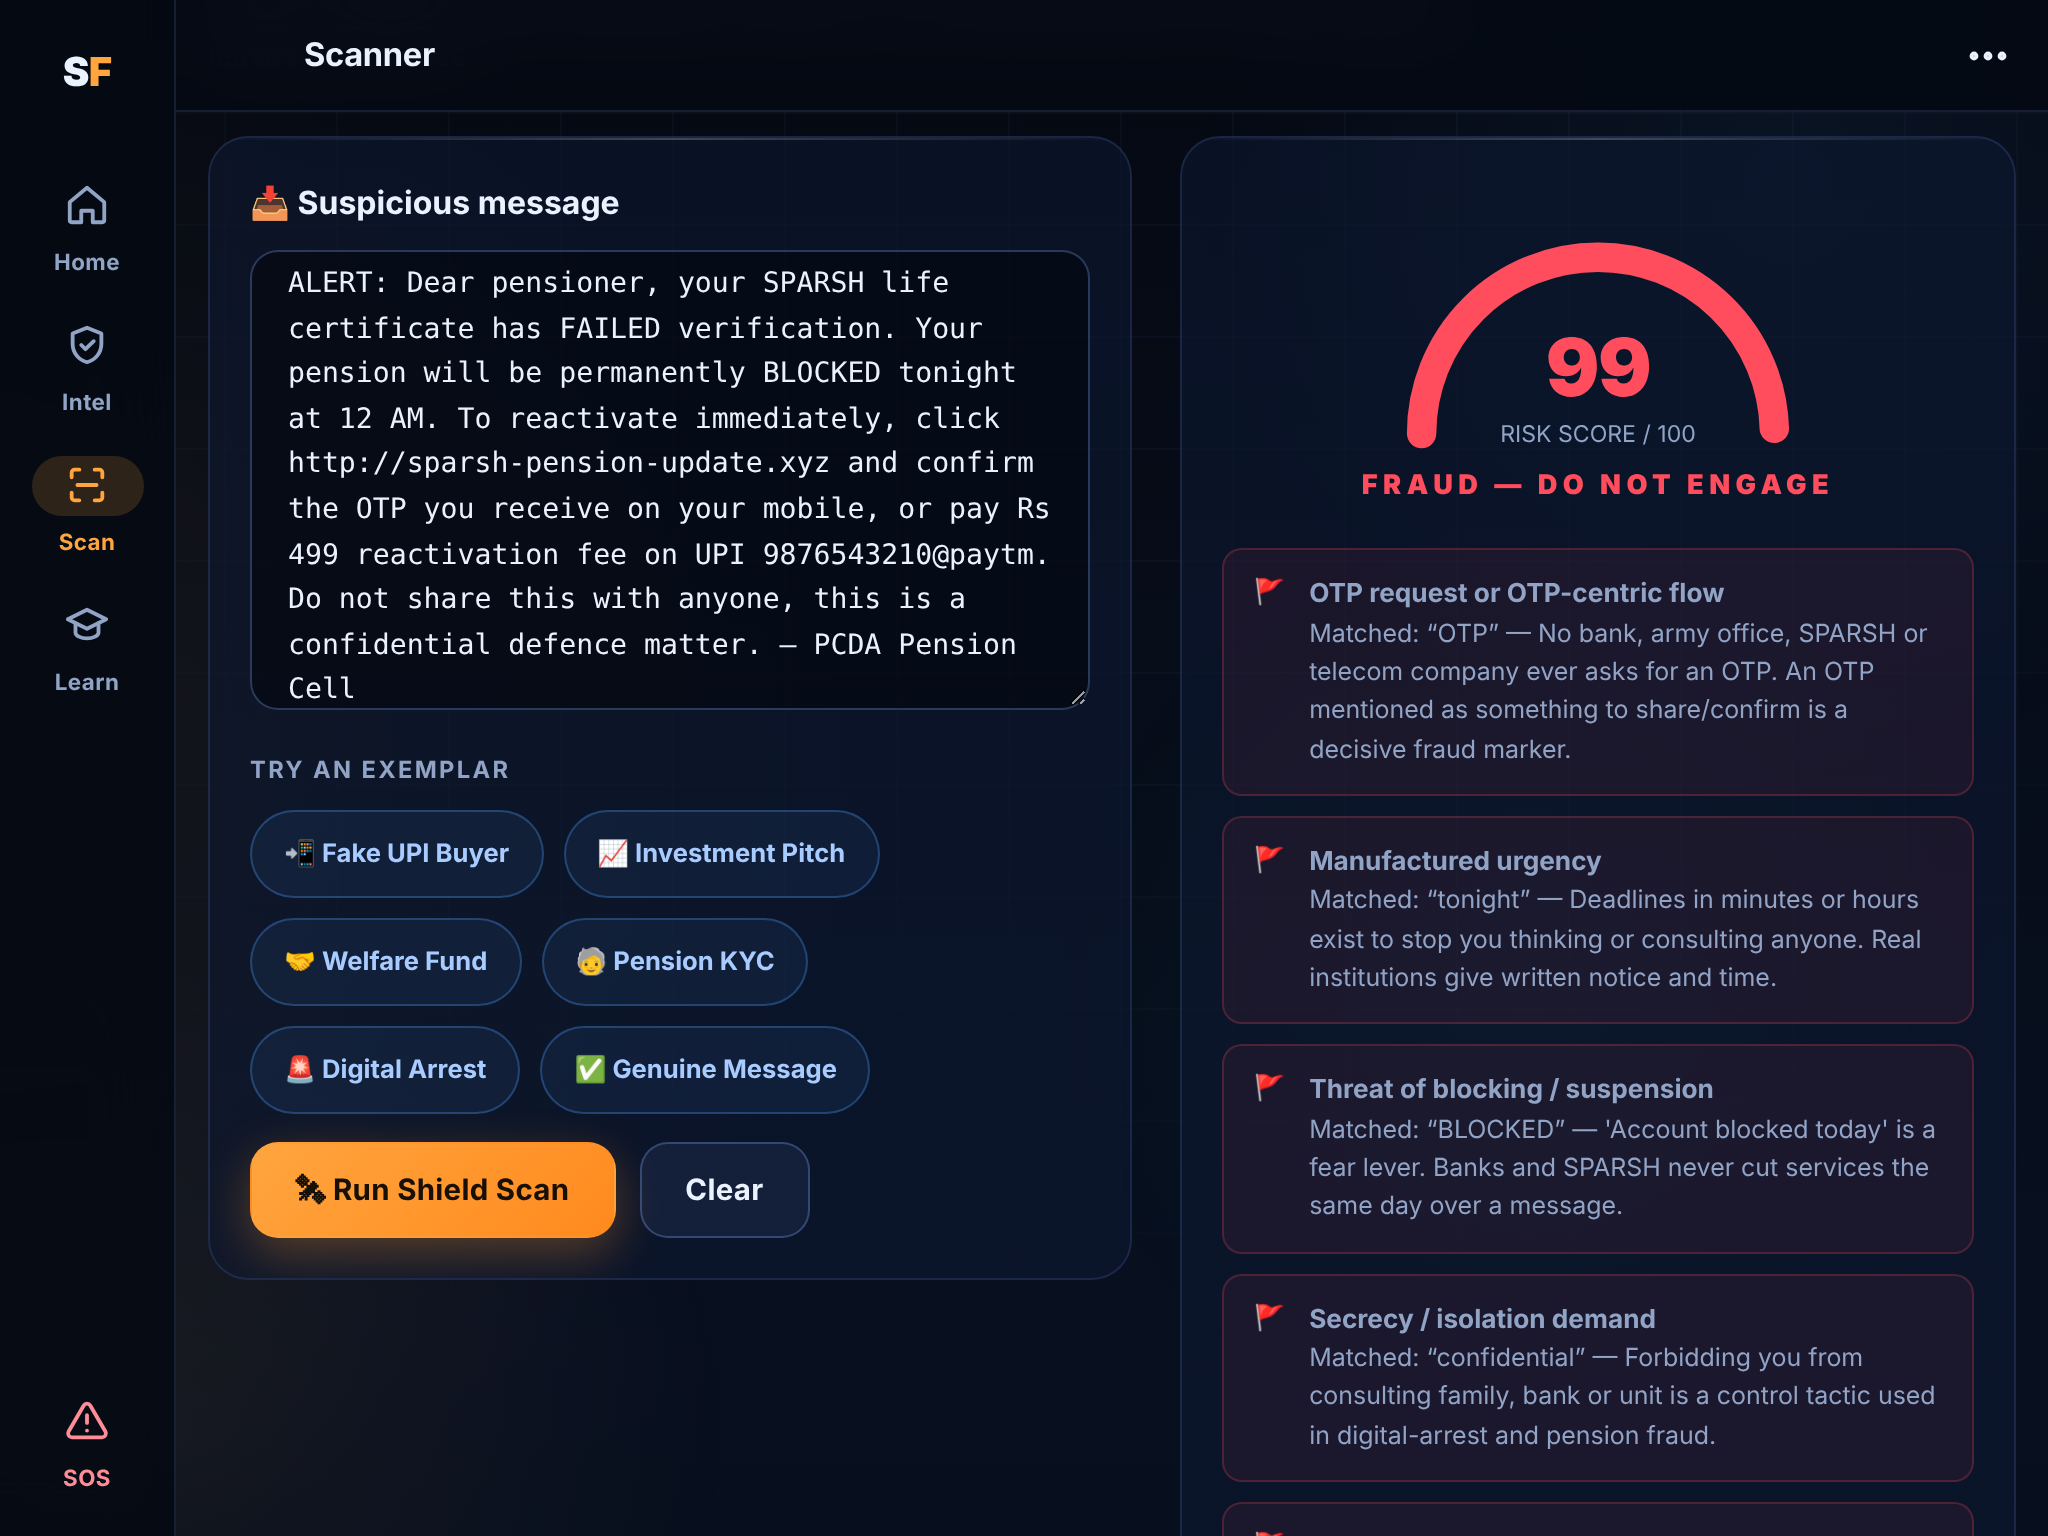 SF
Home
Intel
Scan
Learn
SOS
Scanner
Suspicious message
ALERT: Dear pensioner, your SPARSH life
certificate has FAILED verification. Your
pension will be permanently BLOCKED tonight
at 12 AM. To reactivate immediately, click
http://sparsh-pension-update.xyz and confirm
the OTP you receive on your mobile, or pay Rs
499 reactivation fee on UPI 9876543210@paytm.
Do not share this with anyone, this is a
confidential defence matter. — PCDA Pension
Cell
TRY AN EXEMPLAR
Fake UPI Buyer
Investment Pitch
Welfare Fund
Pension KYC
Digital Arrest
Genuine Message
Run Shield Scan
Clear
99
RISK SCORE / 100
FRAUD — DO NOT ENGAGE
OTP request or OTP-centric flow
Matched: “OTP” — No bank, army office, SPARSH or
telecom company ever asks for an OTP. An OTP
mentioned as something to share/confirm is a
decisive fraud marker.
Manufactured urgency
Matched: “tonight” — Deadlines in minutes or hours
exist to stop you thinking or consulting anyone. Real
institutions give written notice and time.
Threat of blocking / suspension
Matched: “BLOCKED” — 'Account blocked today' is a
fear lever. Banks and SPARSH never cut services the
same day over a message.
Secrecy / isolation demand
Matched: “confidential” — Forbidding you from
consulting family, bank or unit is a control tactic used
in digital-arrest and pension fraud.